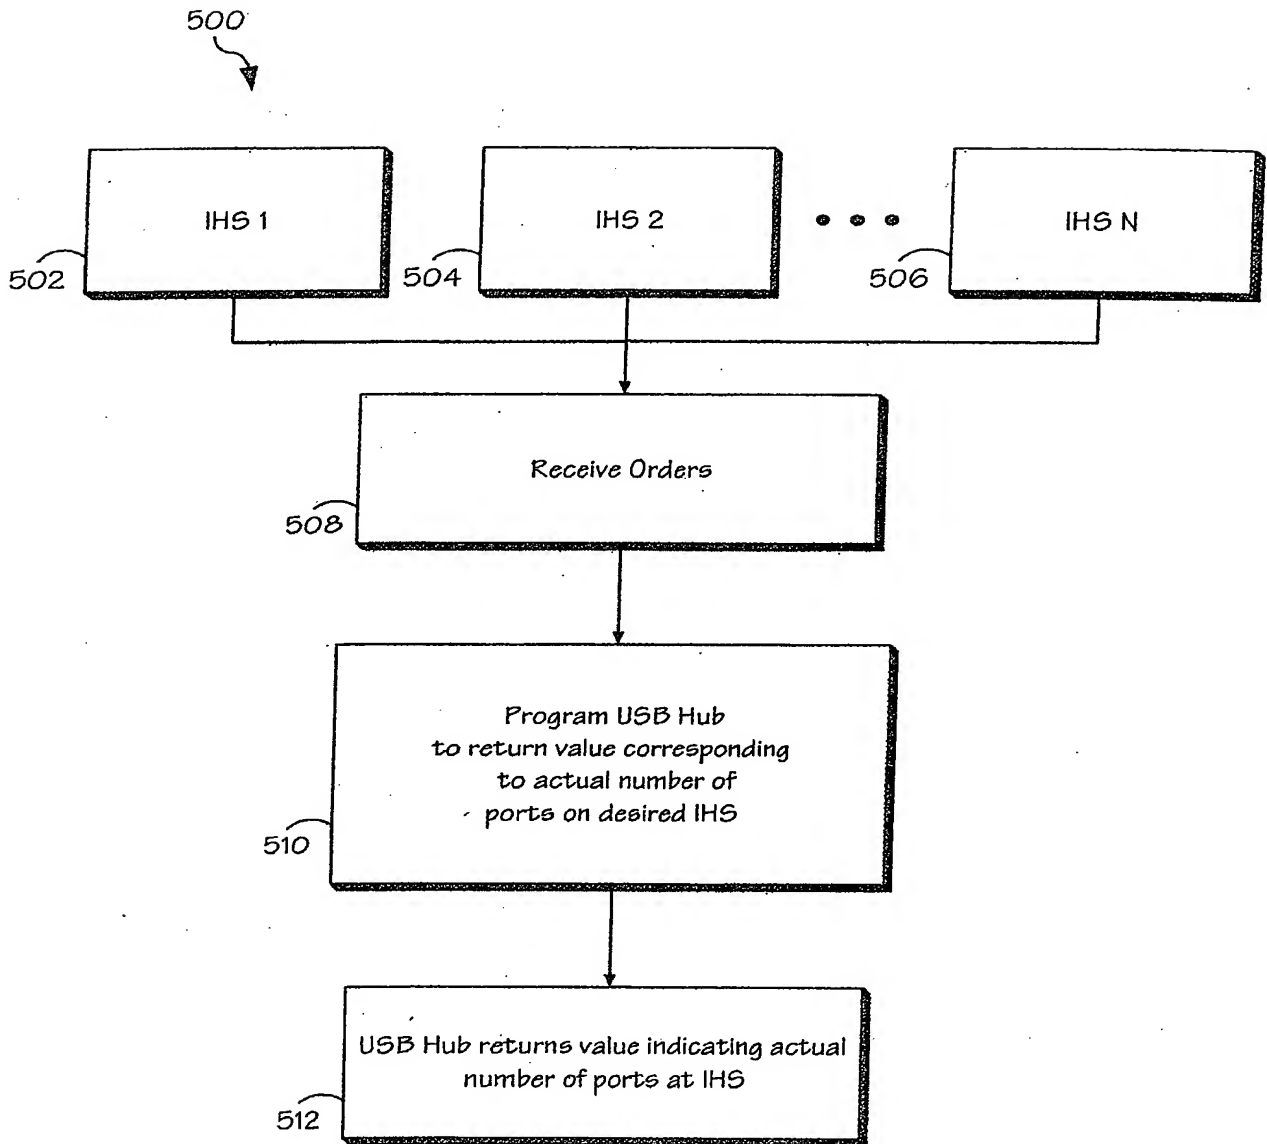 500
IHS 1
IHS 2
IHS N
502
504
506
Receive Orders
508
Program USB Hub
to return value corresponding
to actual number of
ports on desired IHS
510
USB Hub returns value indicating actual
number of ports at IHS
512